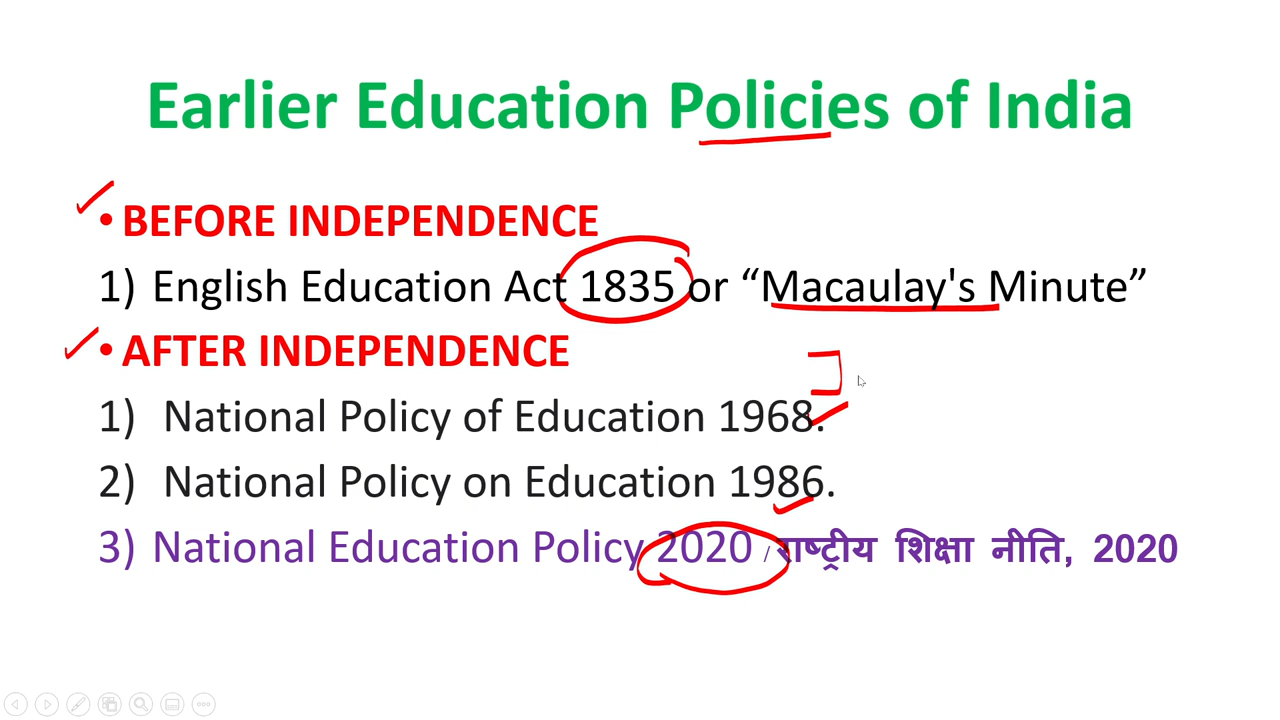 Earlier Education Policies of India
• BEFORE INDEPENDENCE
1) English Education Act 1835 or “Macaulay's Minute”
• AFTER INDEPENDENCE
1) National Policy of Education 1968.
2) National Policy on Education 1986.
3) National Education Policy 2020 / राष्ट्रीय शिक्षा नीति, 2020